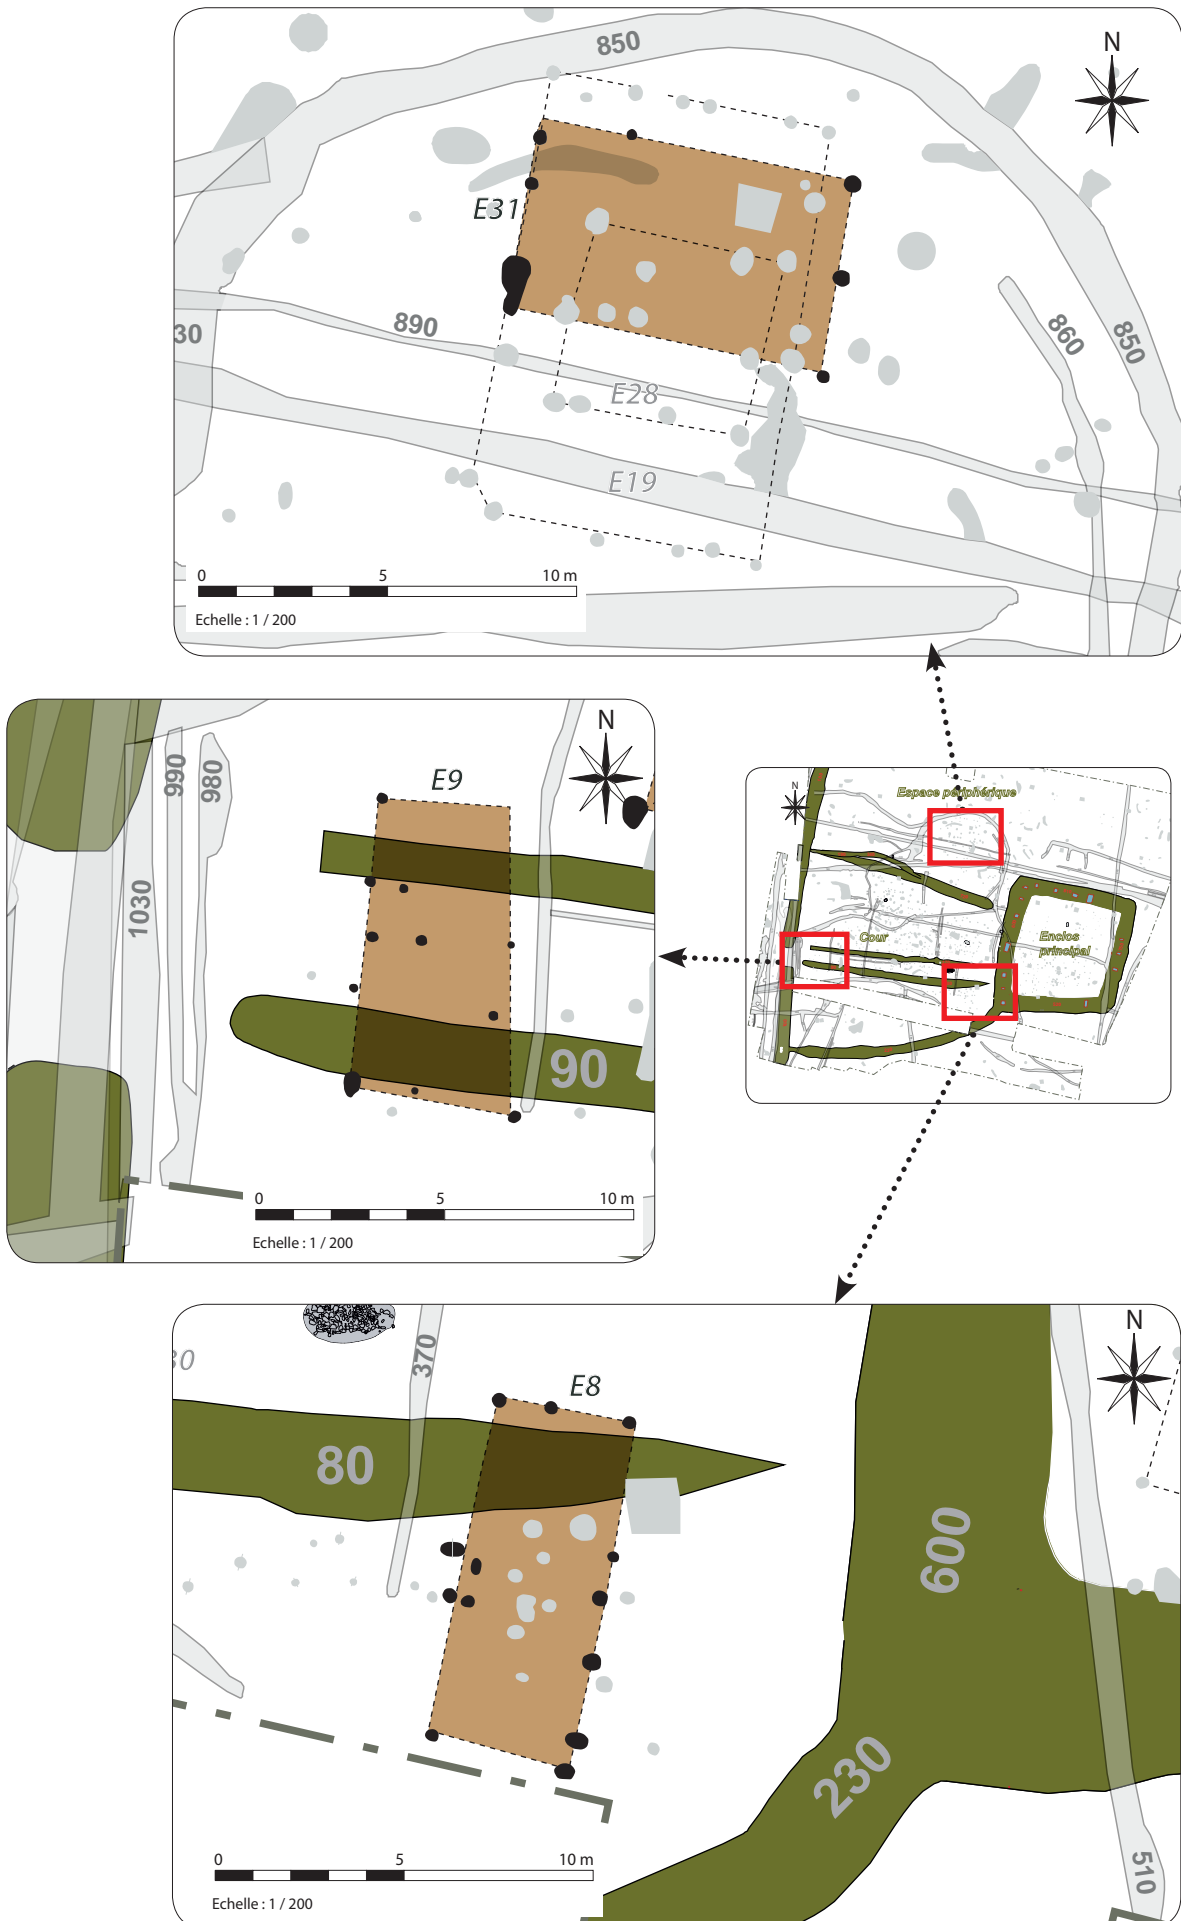 850
N
E31
890
30
860
850
E28
E19
0 5 10 m
Echelle : 1 / 200
990
980
E9
N
1030
90
0 5 10 m
Echelle : 1 / 200
N
Espace périphérique
Cour
Enclos
principal
30
370
E8
N
80
600
230
510
0 5 10 m
Echelle : 1 / 200